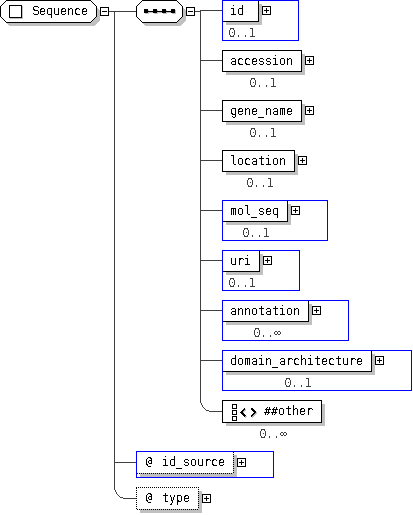 Sequence
id
0..1
accession
0..1
gene_name
0..1
location
0..1
mol_seq
0..1
uri
0..1
annotation
0..∞
domain_architecture
0..1
##other
0..∞
@ id_source
@ type